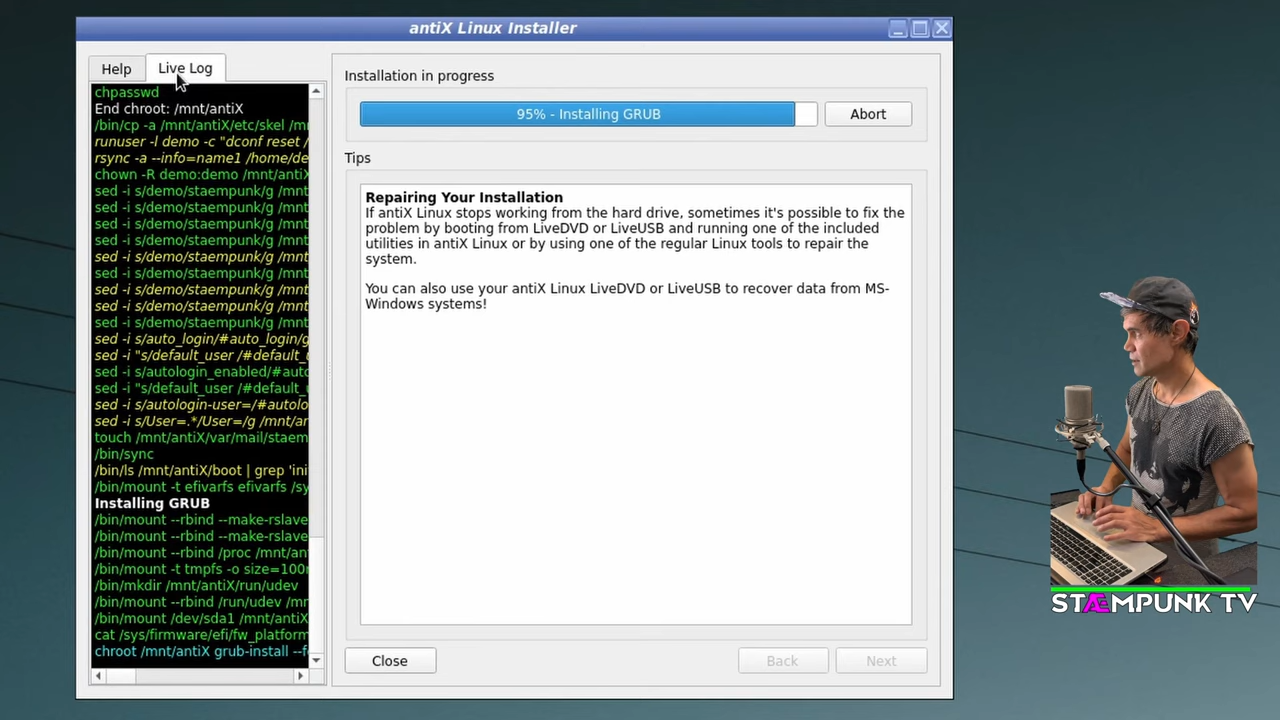 antiX Linux Installer
Help
Live Log
chpasswd
End chroot: /mnt/antiX
/bin/cp -a /mnt/antiX/etc/skel /m
runuser -l demo -c "dconf reset /
rsync -a --info=name1 /home/de
chown -R demo:demo /mnt/antiX
sed -i s/demo/staempunk/g /mnt
sed -i s/demo/staempunk/g /mnt
sed -i s/demo/staempunk/g /mnt
sed -i s/demo/staempunk/g /mnt
sed -i s/demo/staempunk/g /mnt
sed -i s/demo/staempunk/g /mnt
sed -i s/demo/staempunk/g /mnt
sed -i s/demo/staempunk/g /mnt
sed -i s/demo/staempunk/g /mnt
sed -i s/auto_login/#auto_login/g
sed -i "s/default_user /#default_
sed -i s/autologin_enabled/#auto
sed -i "s/default_user /#default_
sed -i s/autologin-user=/#autolo
sed -i s/User=.*/User=/g /mnt/ar
touch /mnt/antiX/var/mail/staem
/bin/sync
/bin/ls /mnt/antiX/boot | grep 'ini
/bin/mount -t efivarfs efivarfs /sy
Installing GRUB
/bin/mount --rbind --make-rslave
/bin/mount --rbind --make-rslave
/bin/mount --rbind /proc /mnt/an
/bin/mount -t tmpfs -o size=100
/bin/mkdir /mnt/antiX/run/udev
/bin/mount --rbind /run/udev /m
/bin/mount /dev/sda1 /mnt/antiX
cat /sys/firmware/efi/fw_platform
chroot /mnt/antiX grub-install --f
Installation in progress
95% - Installing GRUB
Abort
Tips
Repairing Your Installation
If antiX Linux stops working from the hard drive, sometimes it's possible to fix the
problem by booting from LiveDVD or LiveUSB and running one of the included
utilities in antiX Linux or by using one of the regular Linux tools to repair the
system.
You can also use your antiX Linux LiveDVD or LiveUSB to recover data from MS-
Windows systems!
Close
Back
Next
STÆMPUNK TV